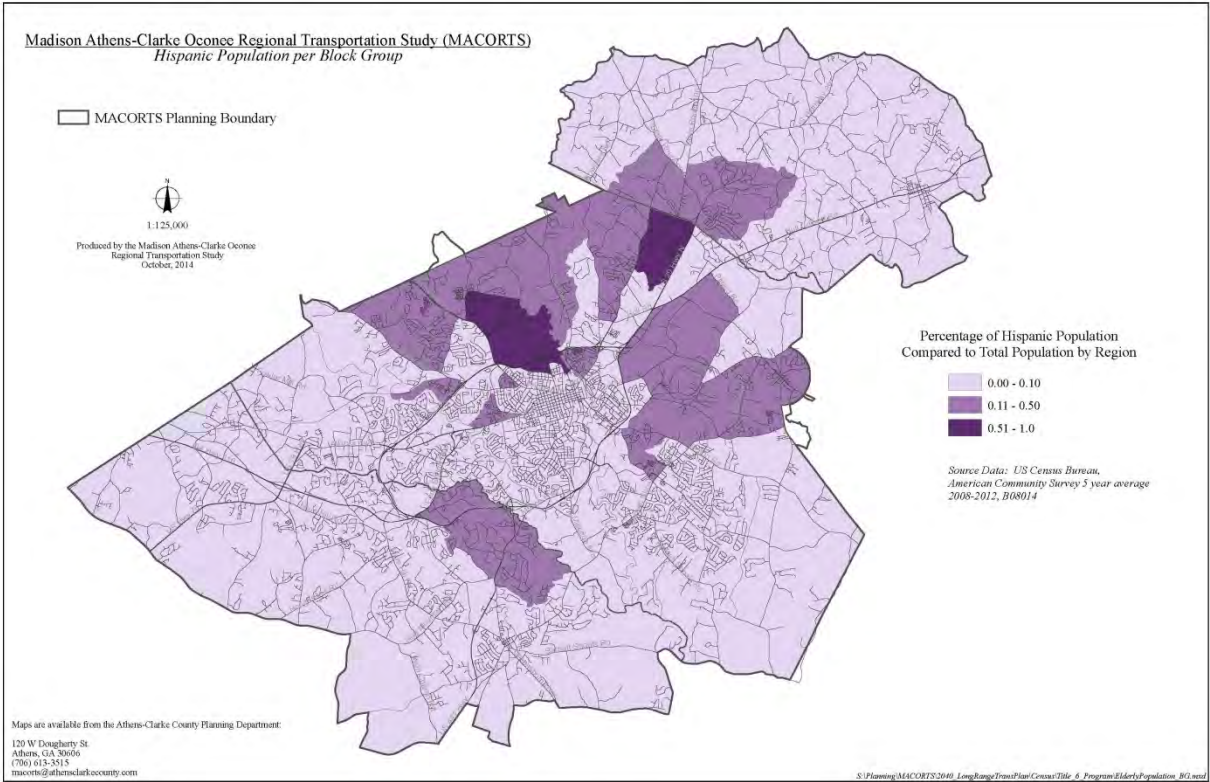 Madison Athens-Clarke Oconee Regional Transportation Study (MACORTS)
Hispanic Population per Block Group
MACORTS Planning Boundary
N
1:125,000
Produced by the Madison Athens-Clarke Oconee
Regional Transportation Study
October, 2014
Percentage of Hispanic Population
Compared to Total Population by Region
0.00 - 0.10
0.11 - 0.50
0.51 - 1.0
Source Data: US Census Bureau,
American Community Survey 5 year average
2008-2012, B08014
Maps are available from the Athens-Clarke County Planning Department:
120 W Dougherty St.
Athens, GA 30606
(706) 613-3515
macorts@athensclarkecounty.com
S:\Planning\MACORTS\2040_LongRangeTransPlan\Census\Title_6_Program\ElderlyPopulation_BG.mxd